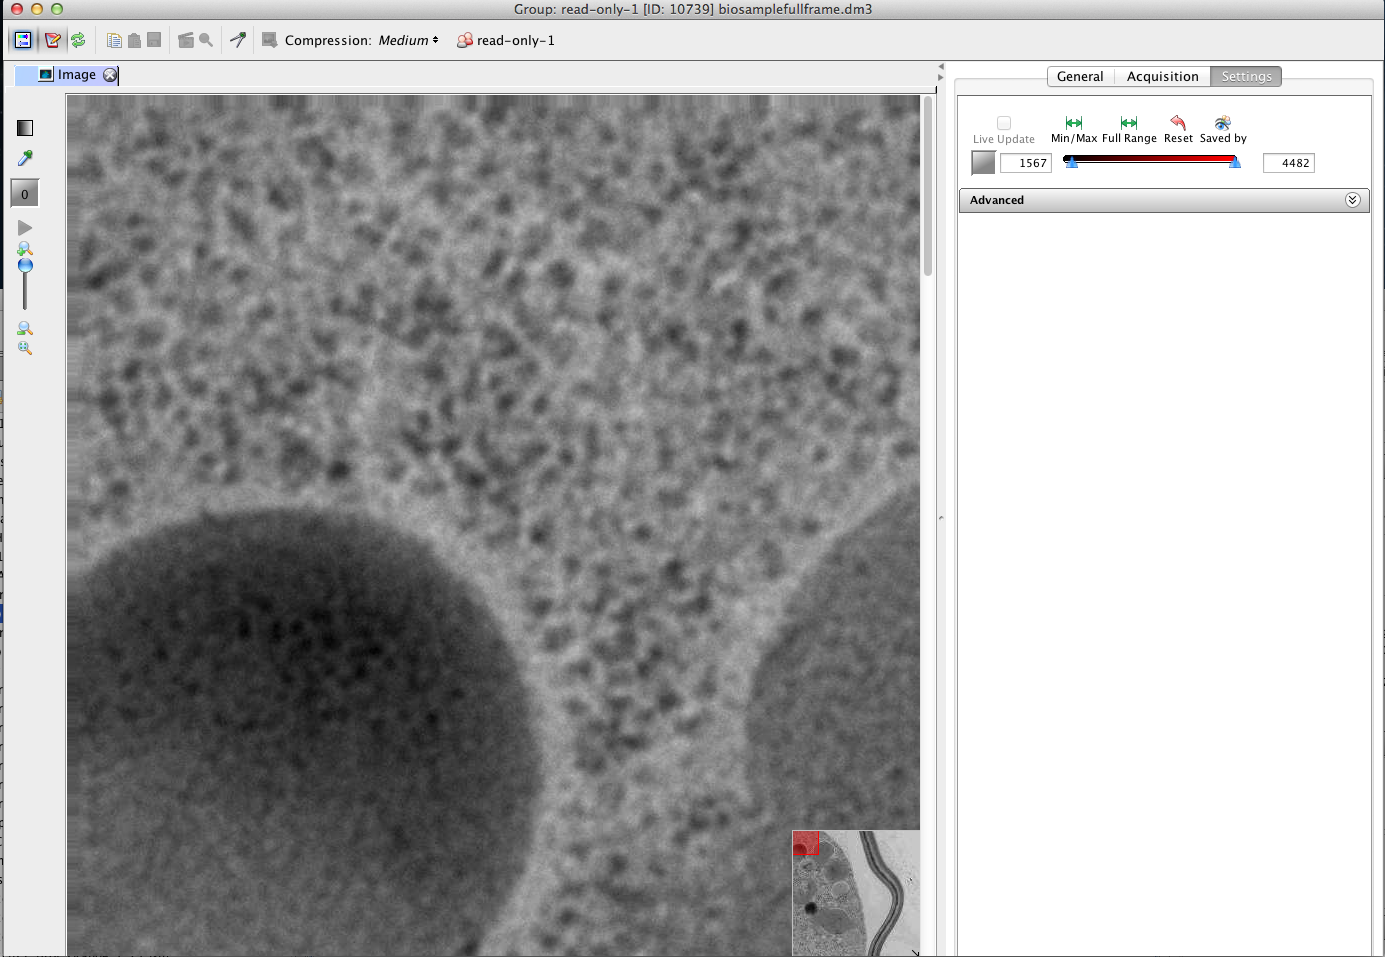 Group: read-only-1 [ID: 10739] biosamplefullframe.dm3
Compression: Medium read-only-1
Image
General Acquisition Settings
Live Update Min/Max Full Range Reset Saved by
1567 4482
Advanced
0